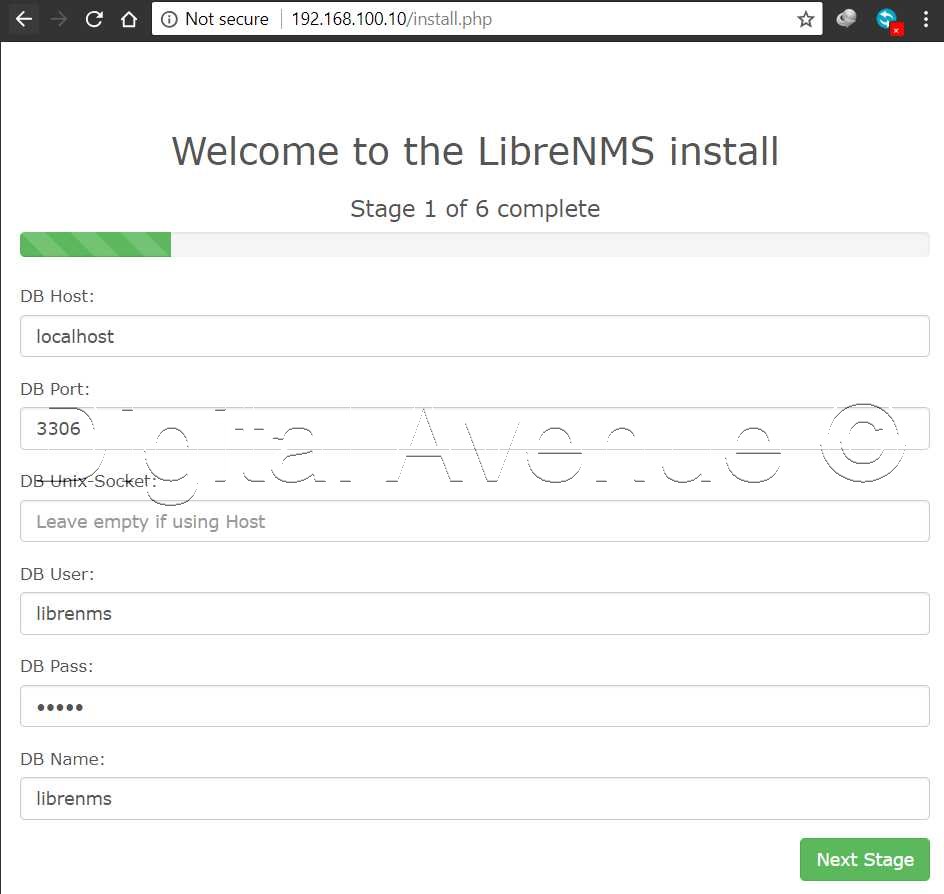 Not secure | 192.168.100.10/install.php
Welcome to the LibreNMS install
Stage 1 of 6 complete
DB Host:
localhost
DB Port:
3306
Digital Avenue ©
DB Unix-Socket:
Leave empty if using Host
DB User:
librenms
DB Pass:
•••••
DB Name:
librenms
Next Stage